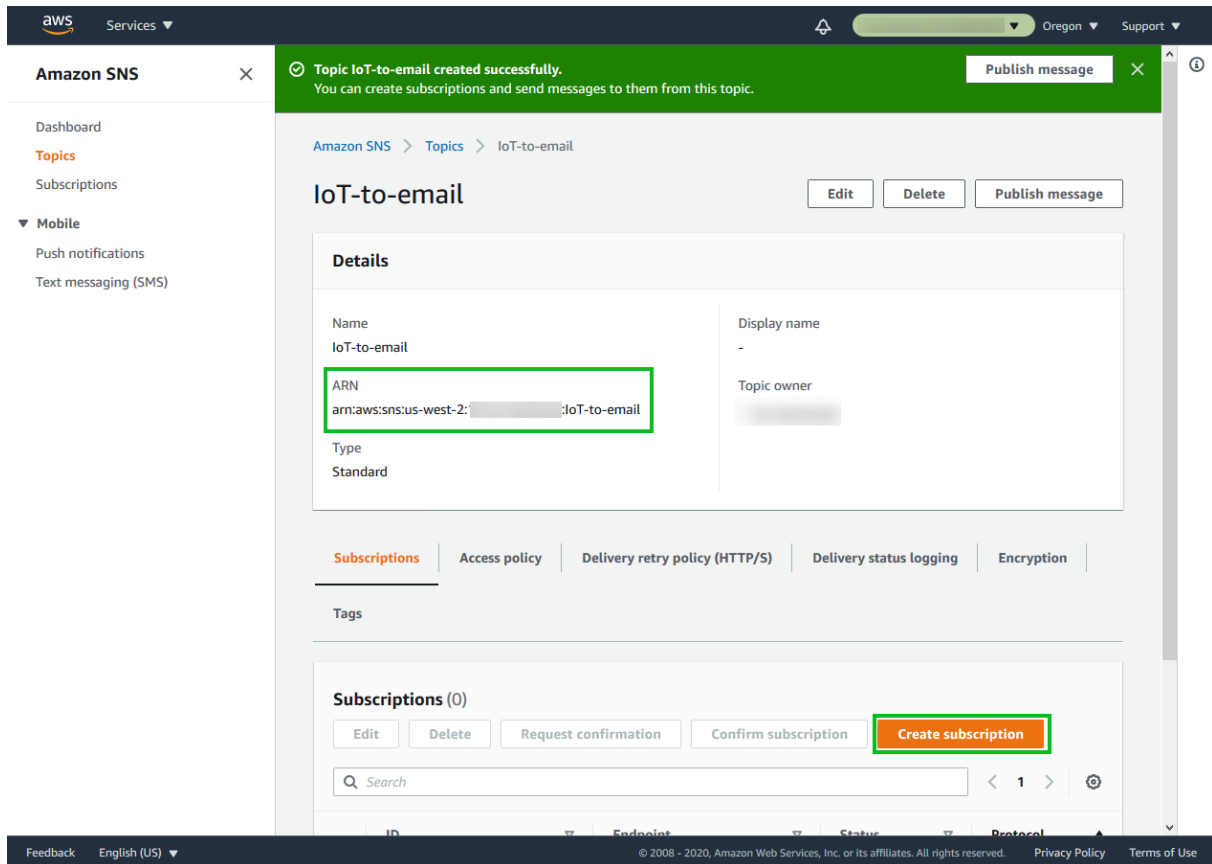 aws Services ▼ Oregon ▼ Support ▼
Amazon SNS
Dashboard
Topics
Subscriptions
▼ Mobile
Push notifications
Text messaging (SMS)
Topic IoT-to-email created successfully.
You can create subscriptions and send messages to them from this topic.
Publish message
Amazon SNS > Topics > IoT-to-email
IoT-to-email
Edit Delete Publish message
Details
Name
IoT-to-email
ARN
arn:aws:sns:us-west-2: :IoT-to-email
Type
Standard
Display name
-
Topic owner
Subscriptions Access policy Delivery retry policy (HTTP/S) Delivery status logging Encryption
Tags
Subscriptions (0)
Edit Delete Request confirmation Confirm subscription Create subscription
Search
< 1 >
ID Endpoint Status Protocol
Feedback English (US) ▼ © 2008 - 2020, Amazon Web Services, Inc. or its affiliates. All rights reserved. Privacy Policy Terms of Use